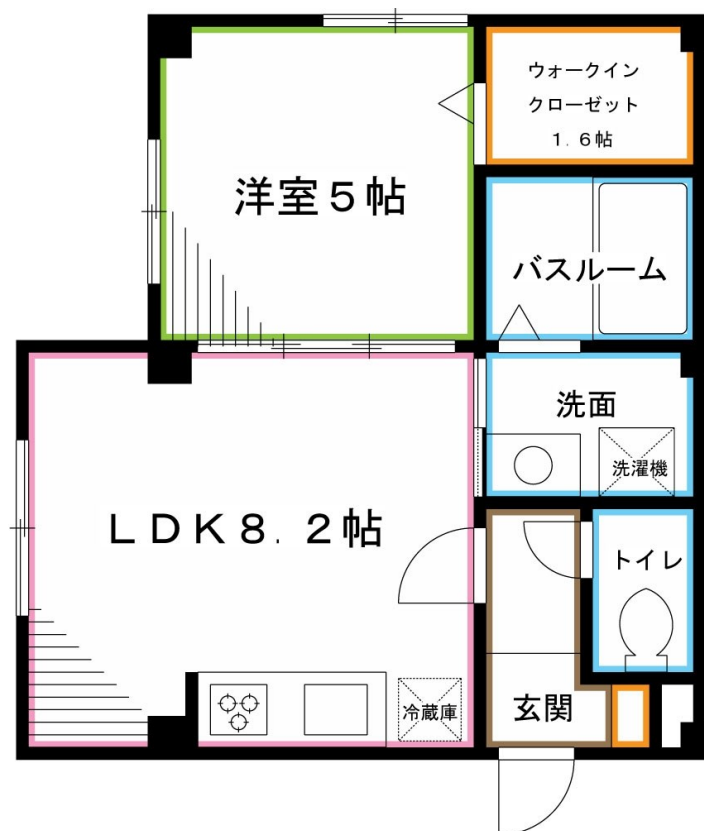 ウォークイン
クローゼット
1.6帖
洋室5帖
バスルーム
洗面
洗濯機
LDK8.2帖
トイレ
冷蔵庫
玄関